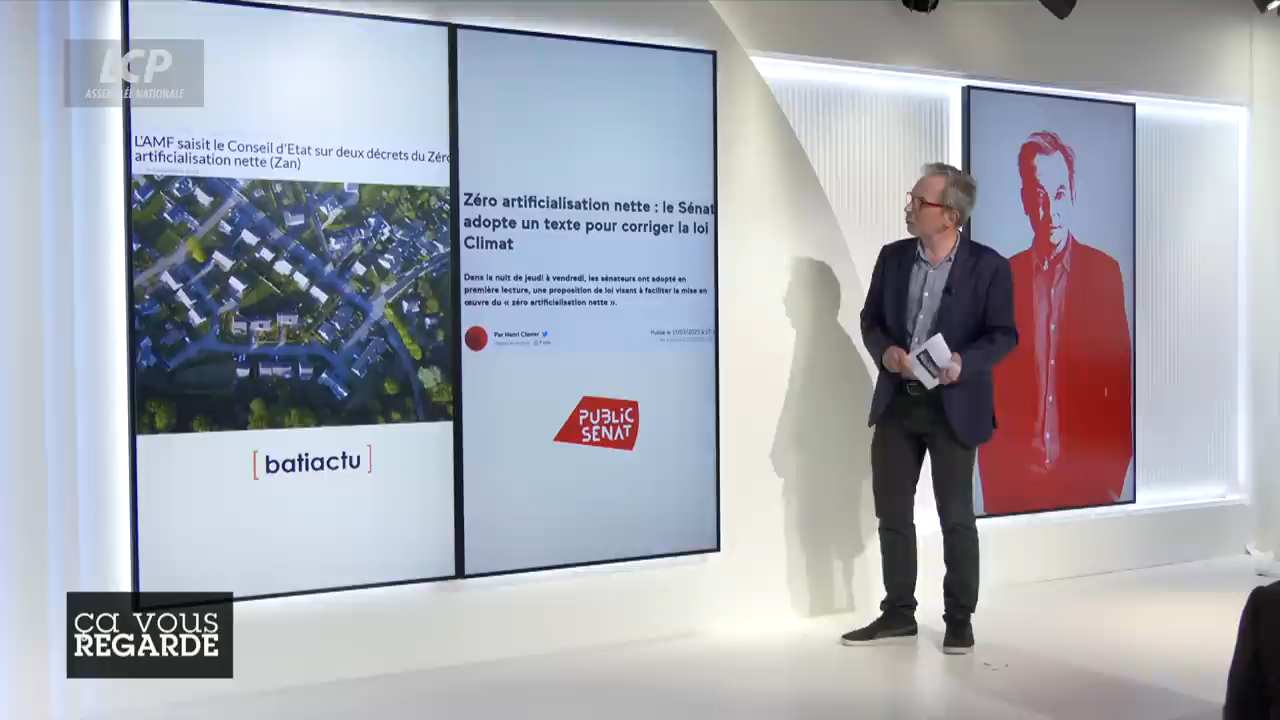 LCP
ASSEMBLÉE NATIONALE
L'AMF saisit le Conseil d'Etat sur deux décrets du Zéro
artificialisation nette (Zan)
[batiactu]
Zéro artificialisation nette : le Sénat
adopte un texte pour corriger la loi
Climat
Dans la nuit de jeudi à vendredi, les sénateurs ont adopté en
première lecture, une proposition de loi visant à faciliter la mise en
œuvre du « zéro artificialisation nette ».
Par Henri Clavier
PUBLIC
SÉNAT
ça vous
REGARDE